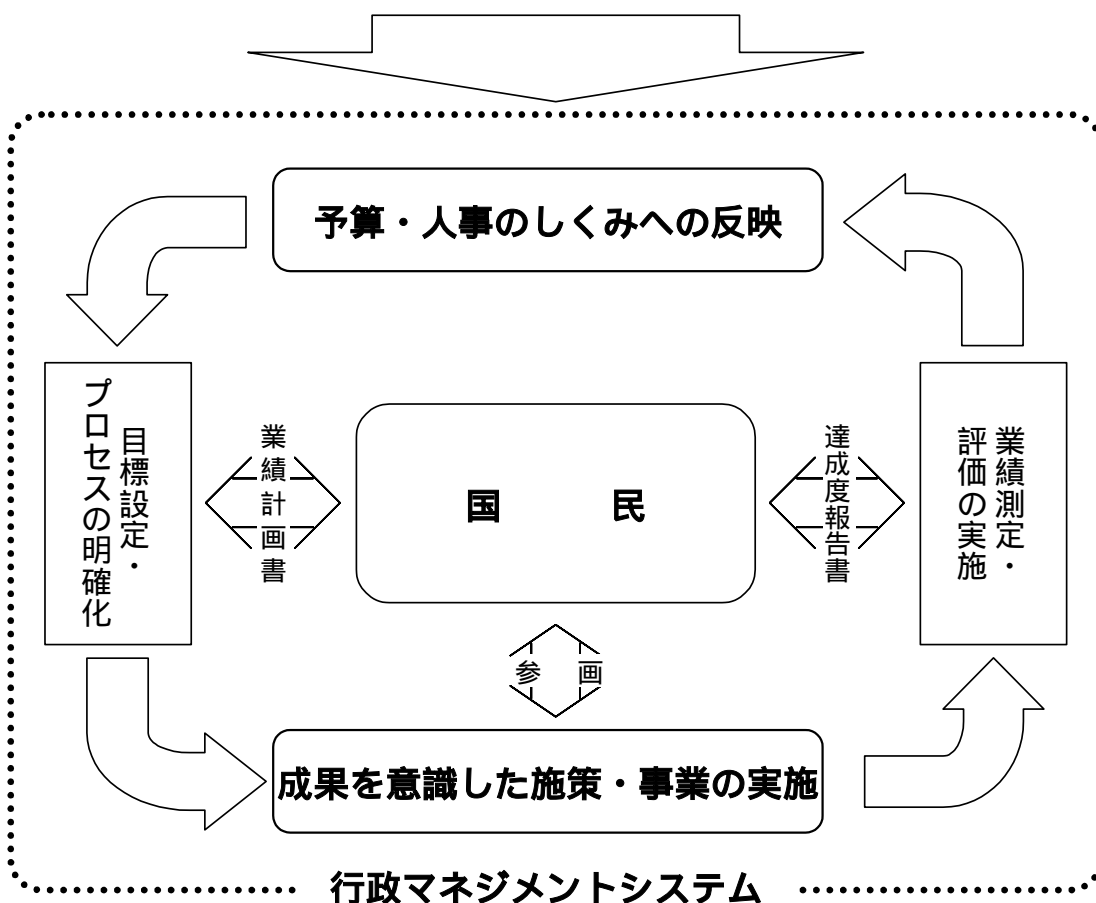 予算・人事のしくみへの反映
目標設定・
プロセスの明確化
業績計画書
国　民
達成度報告書
業績測定・
評価の実施
参　画
成果を意識した施策・事業の実施
行政マネジメントシステム